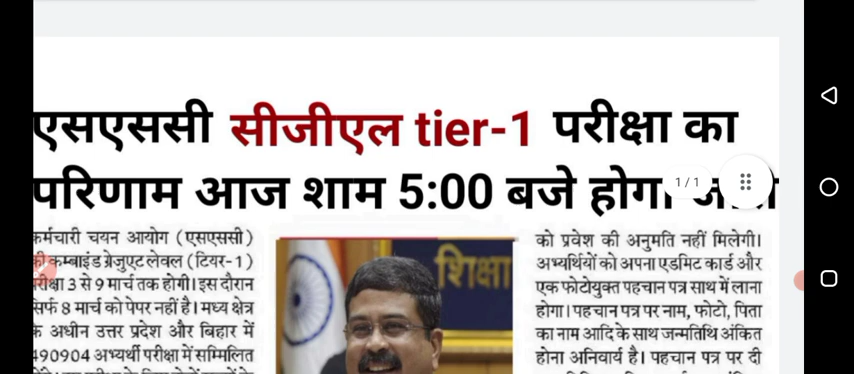 एसएससी सीजीएल tier-1 परीक्षा का
परिणाम आज शाम 5:00 बजे होगा
1/1
कर्मचारी चयन आयोग (एसएससी)
की कम्बाइंड ग्रेजुएट लेवल (टियर-1)
परीक्षा 3 से 9 मार्च तक होगी। इस दौरान
सिर्फ 8 मार्च को पेपर नहीं है। मध्य क्षेत्र
के अधीन उत्तर प्रदेश और बिहार में
490904 अभ्यर्थी परीक्षा में सम्मिलित
शिक्षा
को प्रवेश की अनुमति नहीं मिलेगी।
अभ्यर्थियों को अपना एडमिट कार्ड और
एक फोटोयुक्त पहचान पत्र साथ में लाना
होगा। पहचान पत्र पर नाम, फोटो, पिता
का नाम आदि के साथ जन्मतिथि अंकित
होना अनिवार्य है। पहचान पत्र पर दी